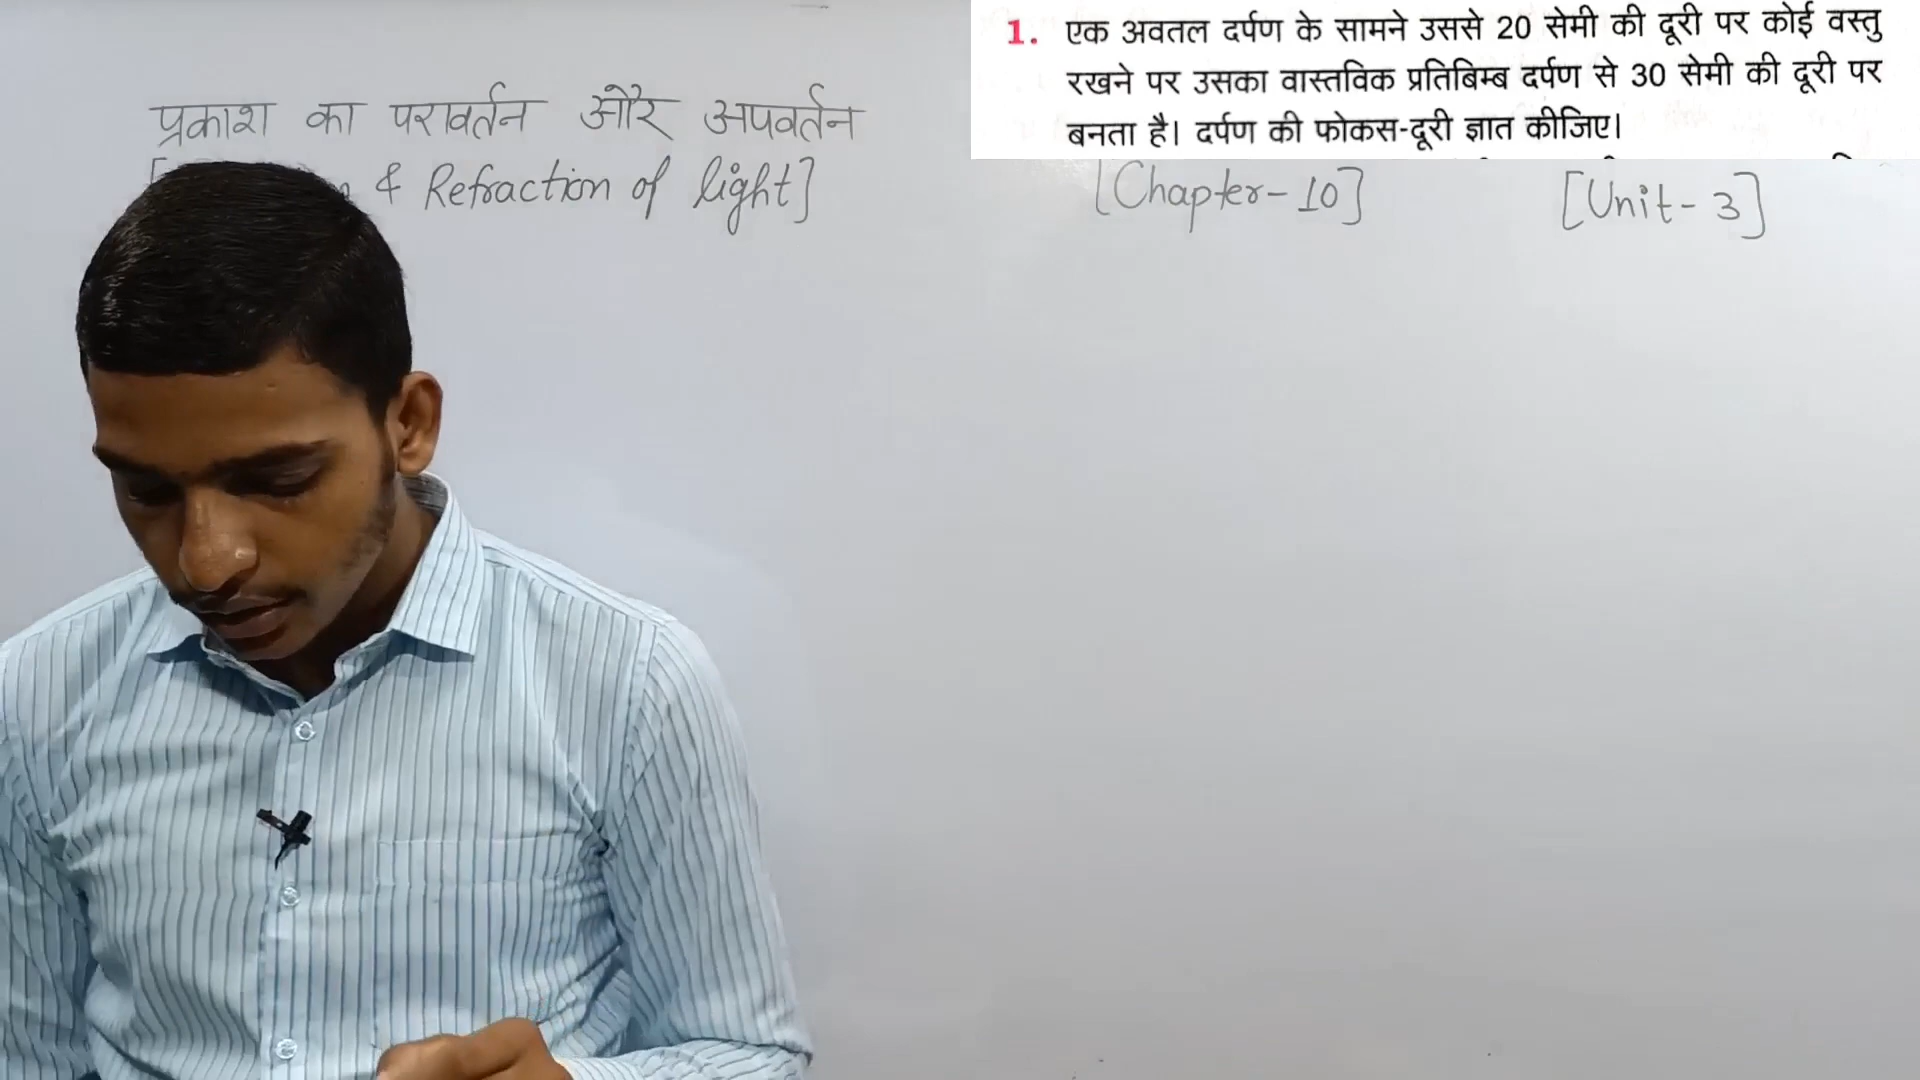 1. एक अवतल दर्पण के सामने उससे 20 सेमी की दूरी पर कोई वस्तु
रखने पर उसका वास्तविक प्रतिबिम्ब दर्पण से 30 सेमी की दूरी पर
बनता है। दर्पण की फोकस-दूरी ज्ञात कीजिए।
प्रकाश का परावर्तन और अपवर्तन
& Refraction of light]
[Chapter-10]
[Unit-3]